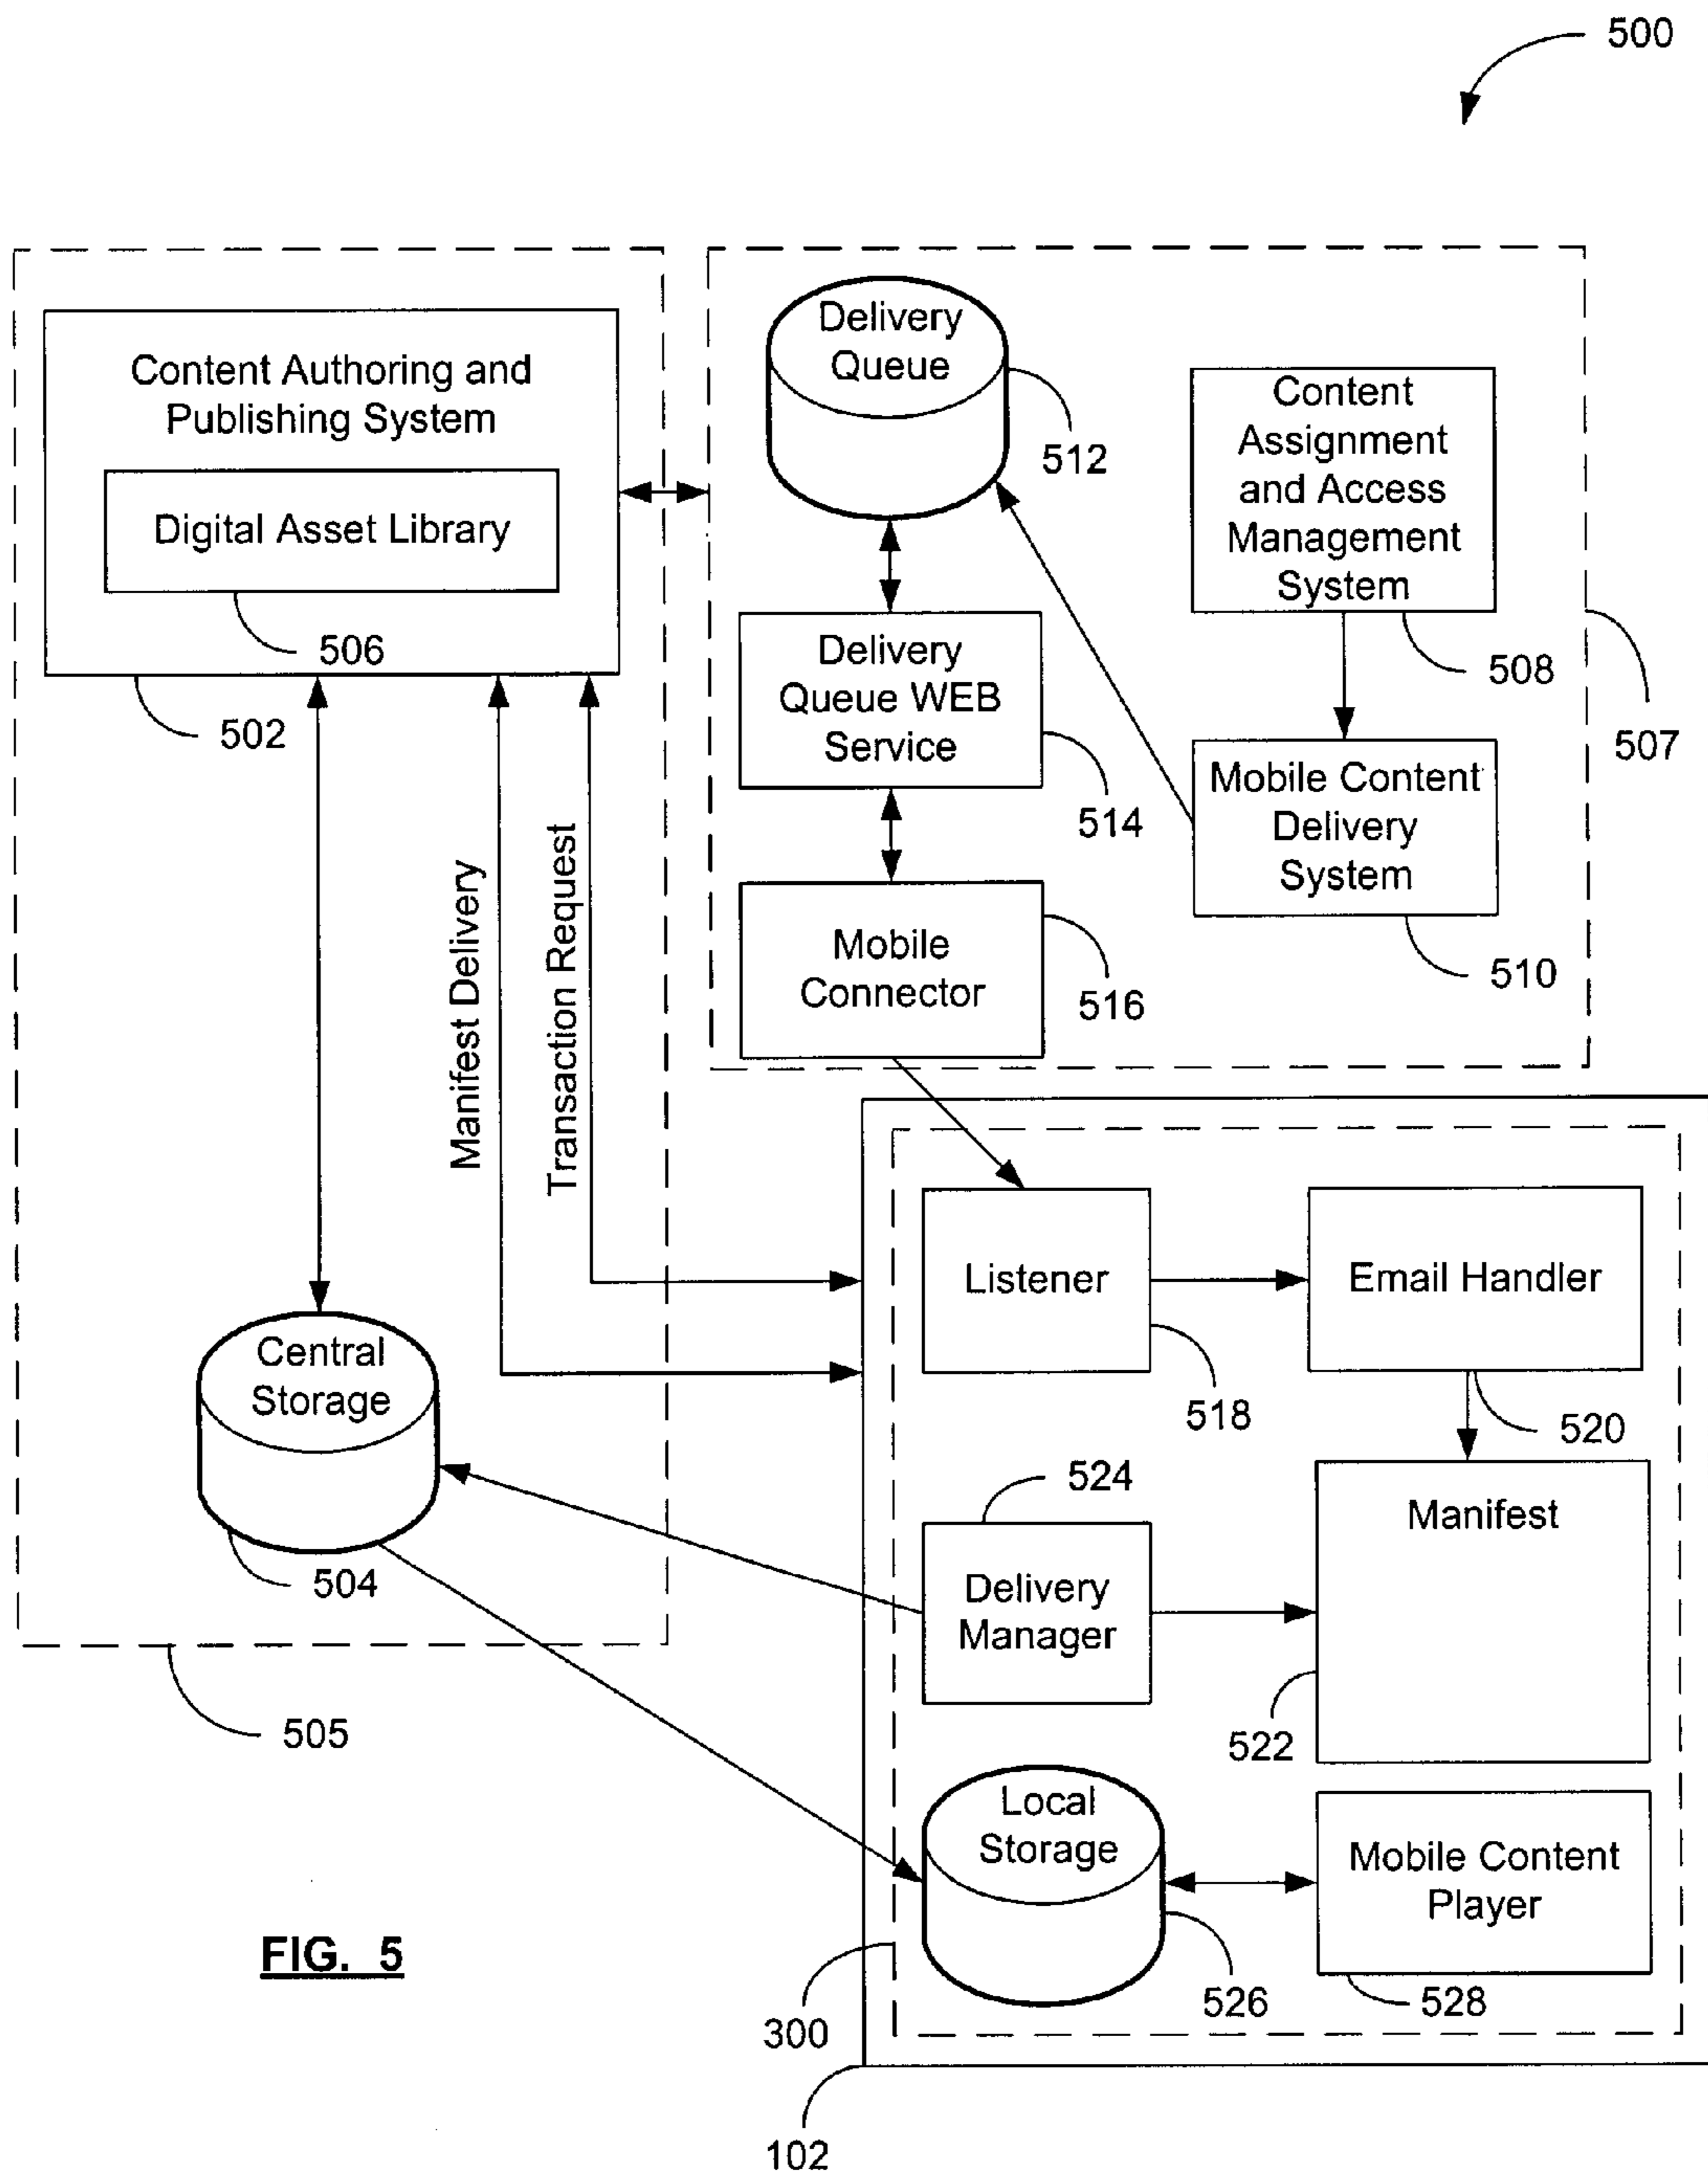 500
Content Authoring and
Publishing System
Digital Asset Library
506
502
Delivery
Queue
512
Content
Assignment
and Access
Management
System
508
507
Delivery
Queue WEB
Service
514
Mobile Content
Delivery
System
510
Mobile
Connector
516
Manifest Delivery
Transaction Request
Listener
518
Email Handler
520
Central
Storage
504
505
524
Delivery
Manager
Manifest
522
Local
Storage
526
Mobile Content
Player
528
300
102
FIG. 5